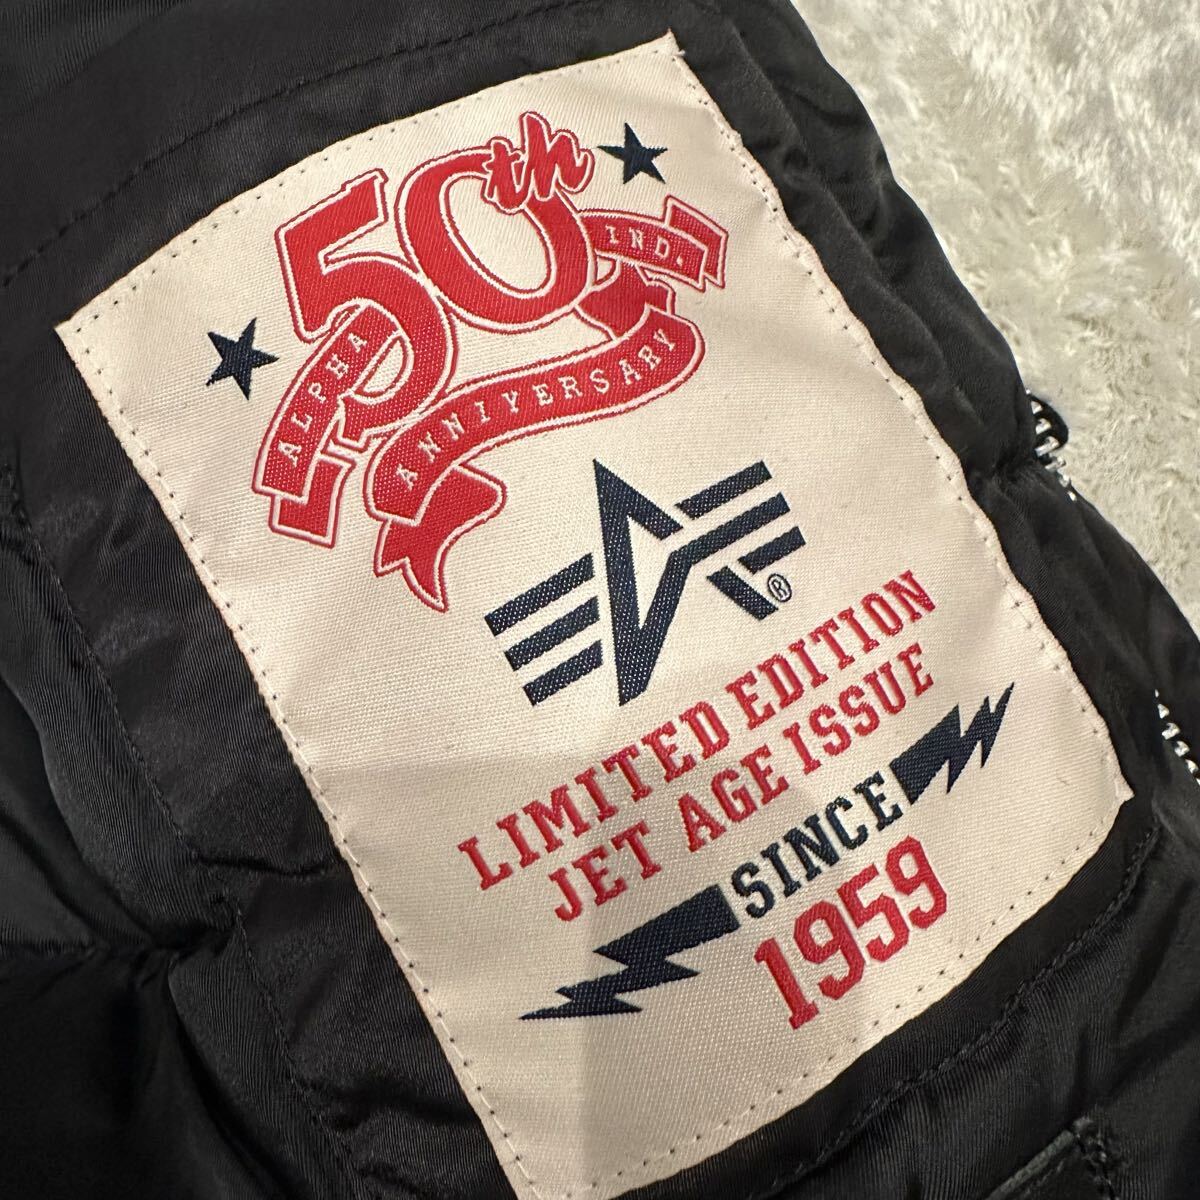 50th
ALPHA IND.
ANNIVERSARY
®
LIMITED EDITION
JET AGE ISSUE
SINCE
1959